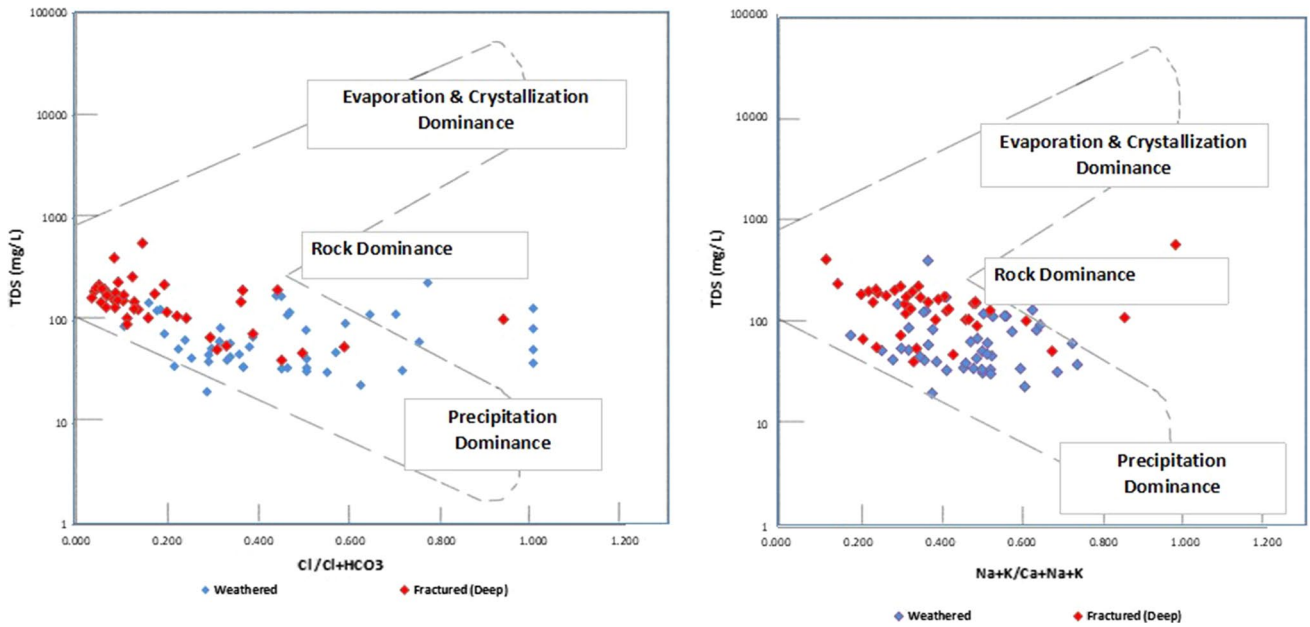 100000
10000
1000
100
10
1
TDS (mg/L)
Evaporation & Crystallization
Dominance
Rock Dominance
Precipitation
Dominance
0.000
0.200
0.400
0.600
0.800
1.000
1.200
Cl/Cl+HCO3
Weathered
Fractured (Deep)
100000
10000
1000
100
10
1
TDS (mg/L)
Evaporation & Crystallization
Dominance
Rock Dominance
Precipitation
Dominance
0.000
0.200
0.400
0.600
0.800
1.000
1.200
Na+K/Ca+Na+K
Weathered
Fractured (Deep)